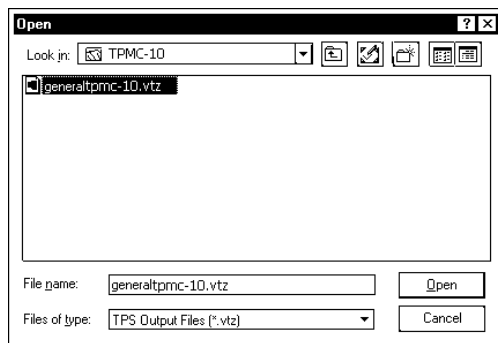 Open
Look in: TPMC-10
generaltpmc-10.vtz
File name: generaltpmc-10.vtz Open
Files of type: TPS Output Files (*.vtz) Cancel